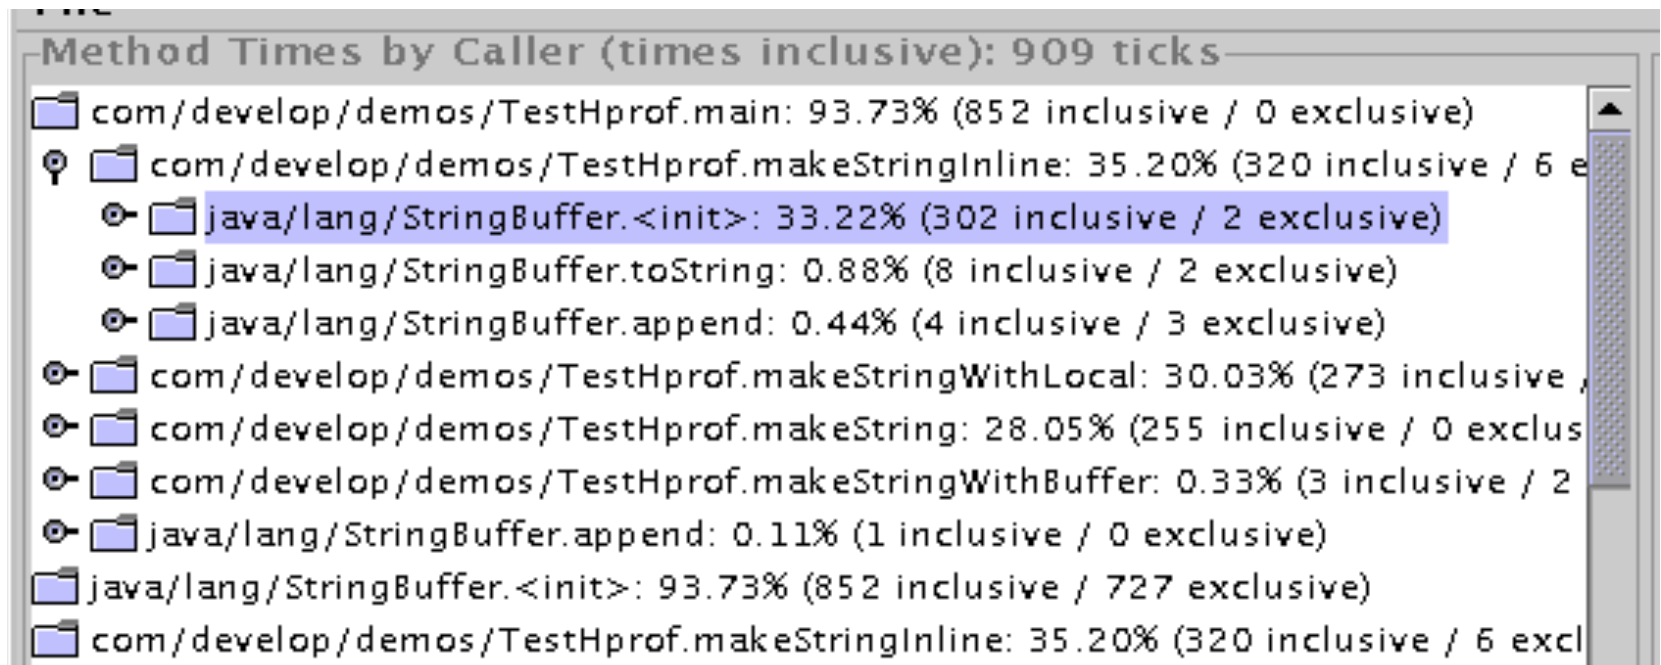 Method Times by Caller (times inclusive): 909 ticks
com/develop/demos/TestHprof.main: 93.73% (852 inclusive / 0 exclusive)
com/develop/demos/TestHprof.makeStringInline: 35.20% (320 inclusive / 6 e
java/lang/StringBuffer.<init>: 33.22% (302 inclusive / 2 exclusive)
java/lang/StringBuffer.toString: 0.88% (8 inclusive / 2 exclusive)
java/lang/StringBuffer.append: 0.44% (4 inclusive / 3 exclusive)
com/develop/demos/TestHprof.makeStringWithLocal: 30.03% (273 inclusive /
com/develop/demos/TestHprof.makeString: 28.05% (255 inclusive / 0 exclus
com/develop/demos/TestHprof.makeStringWithBuffer: 0.33% (3 inclusive / 2
java/lang/StringBuffer.append: 0.11% (1 inclusive / 0 exclusive)
java/lang/StringBuffer.<init>: 93.73% (852 inclusive / 727 exclusive)
com/develop/demos/TestHprof.makeStringInline: 35.20% (320 inclusive / 6 excl